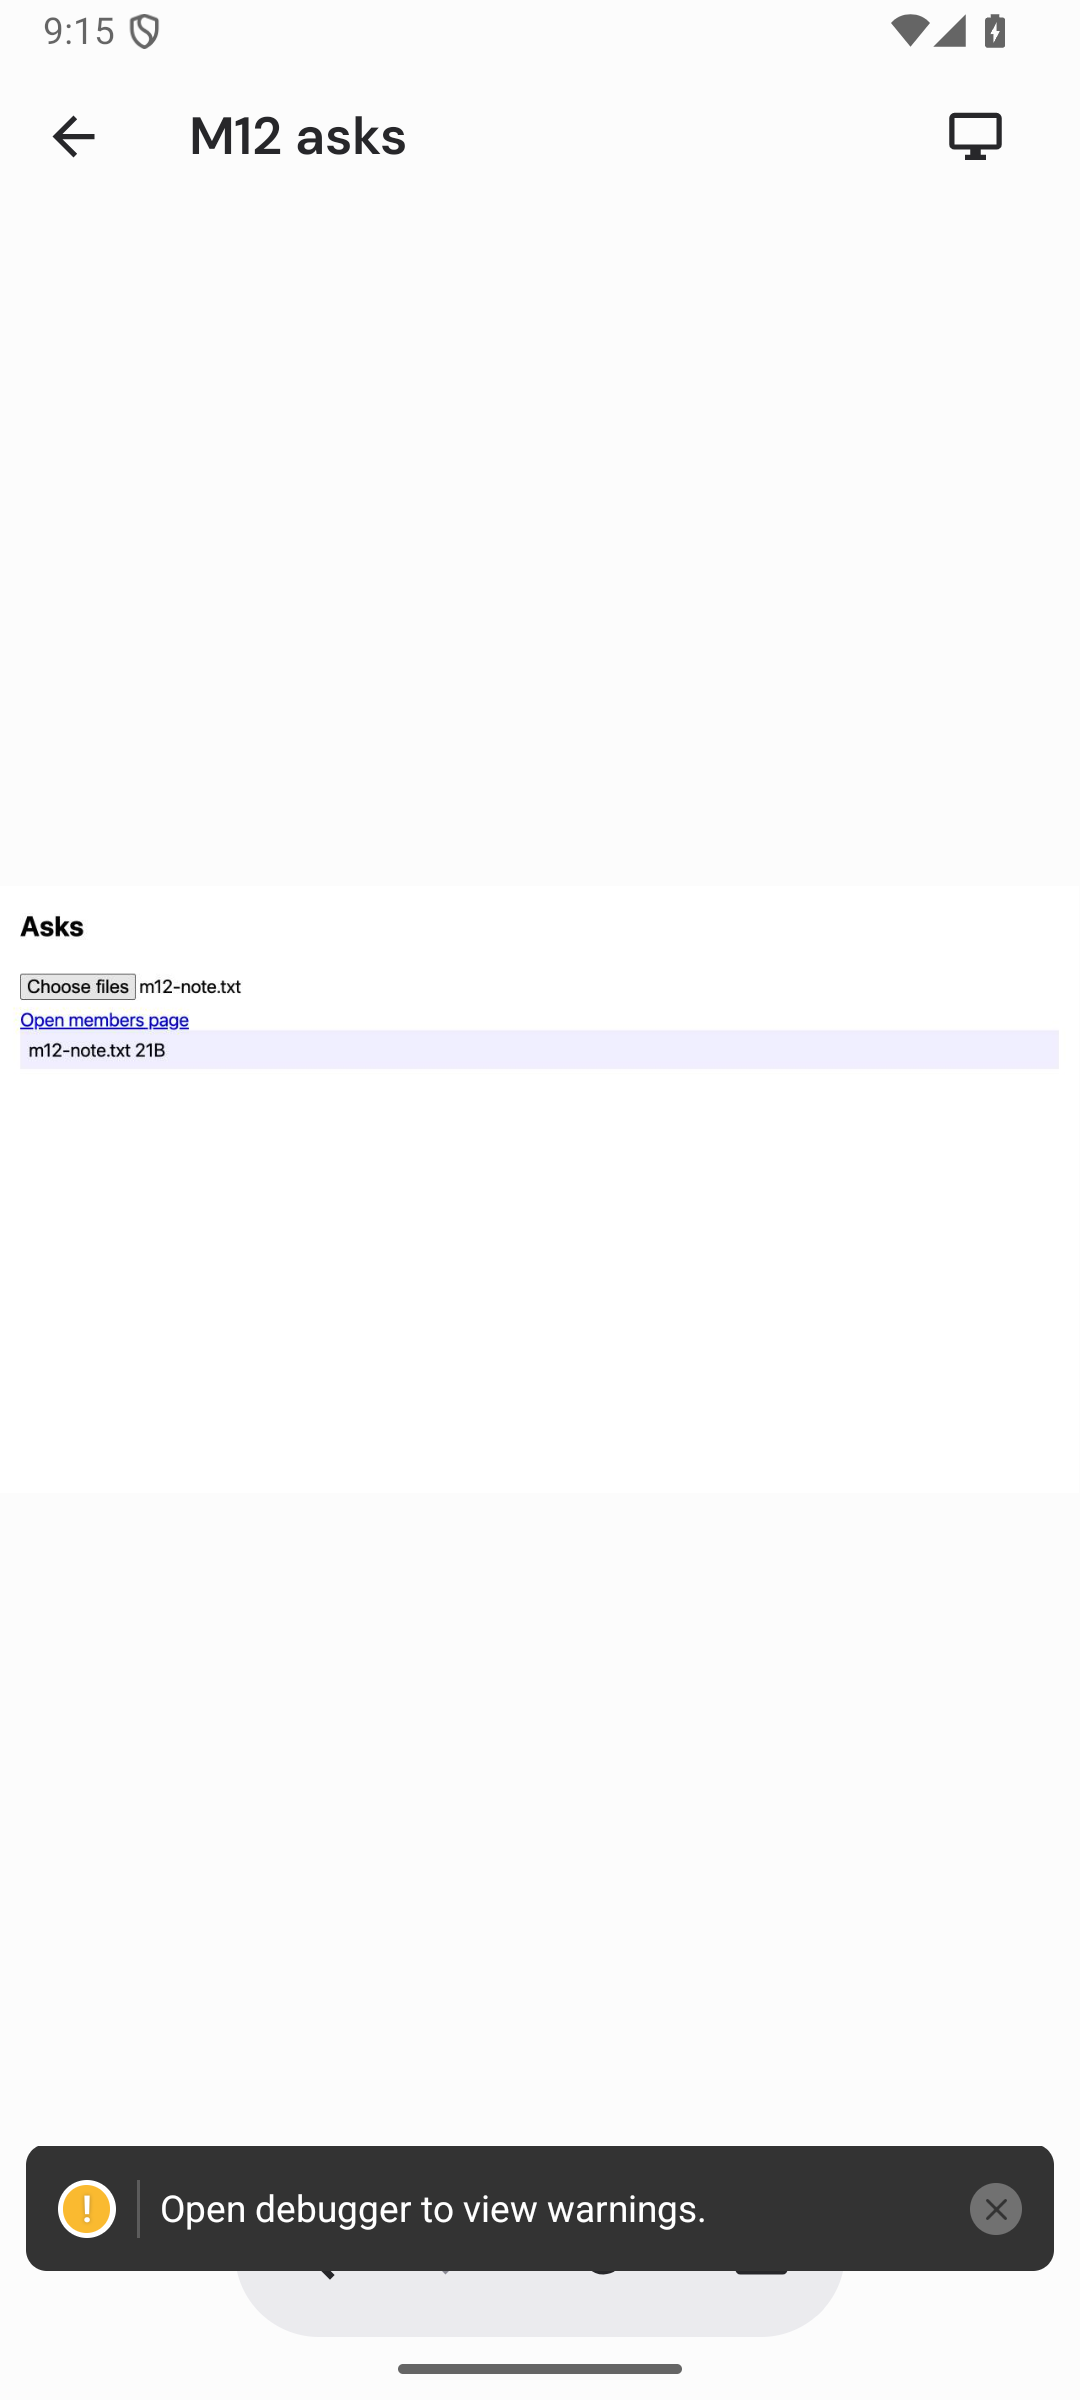 9:15
M12 asks
Asks
Choose files m12-note.txt
Open members page
m12-note.txt 21B
! Open debugger to view warnings.